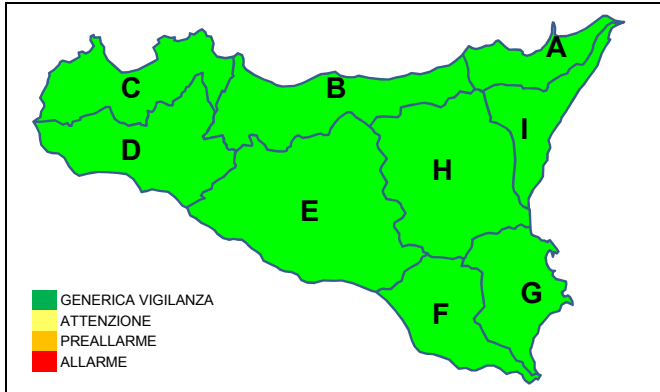 A
C
B
I
D
H
E
G
F
GENERICA VIGILANZA
ATTENZIONE
PREALLARME
ALLARME